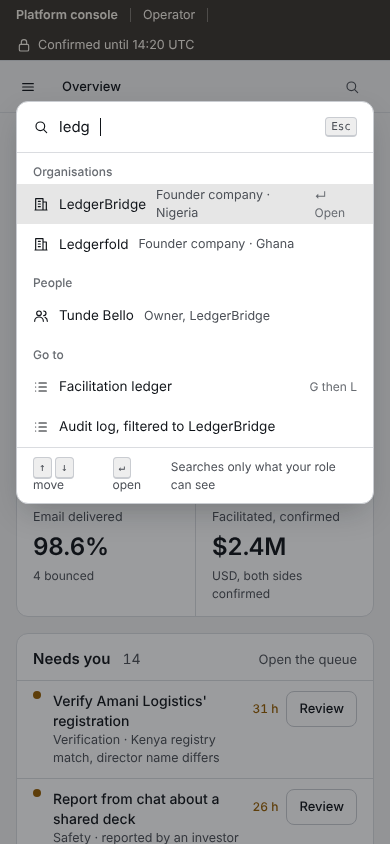 Platform console
Operator
Confirmed until 14:20 UTC
Overview
ledg
Esc
Organisations
LedgerBridge
Founder company ·
Nigeria
↵
Open
Ledgerfold
Founder company · Ghana
People
Tunde Bello
Owner, LedgerBridge
Go to
Facilitation ledger
G then L
Audit log, filtered to LedgerBridge
↑ ↓
move
↵
open
Searches only what your role
can see
Email delivered
98.6%
4 bounced
Facilitated, confirmed
$2.4M
USD, both sides
confirmed
Needs you 14
Open the queue
Verify Amani Logistics'
registration
Verification · Kenya registry
match, director name differs
31 h
Review
Report from chat about a
shared deck
Safety · reported by an investor
26 h
Review